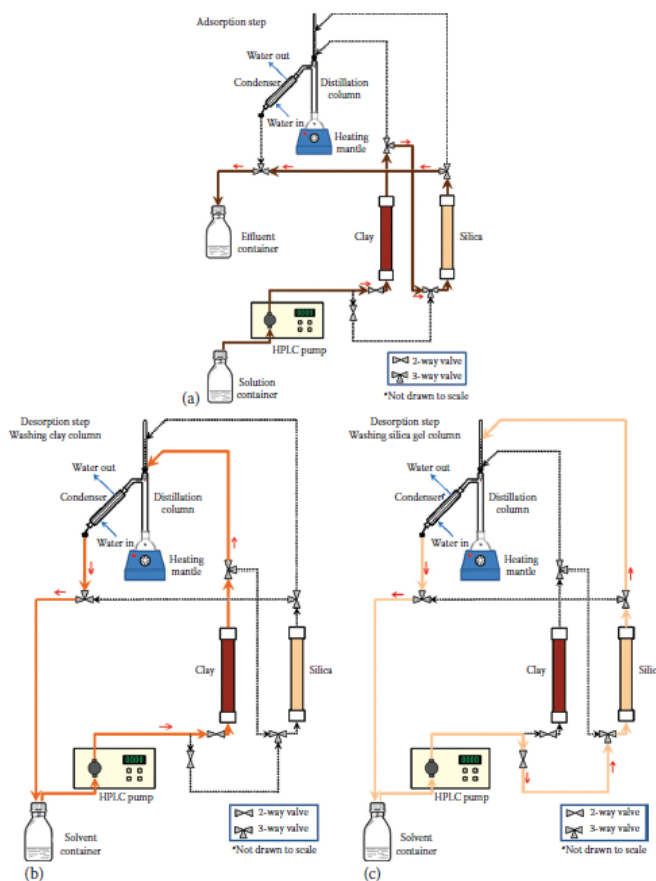 Adsorption step
Water out
Condenser
Distillation
column
Water in
Heating
mantle
Effluent
container
Clay
Silica
0000
HPLC pump
Solution
container
2-way valve
3-way valve
*Not drawn to scale
(a)
Desorption step
Washing clay column
Water out
Condenser
Distillation
column
Water in
Heating
mantle
Clay
Silica
0000
HPLC pump
Solvent
container
2-way valve
3-way valve
*Not drawn to scale
(b)
Desorption step
Washing silica gel column
Water out
Condenser
Distillation
column
Water in
Heating
mantle
Clay
Silic
0000
HPLC pump
Solvent
container
2-way valve
3-way valve
*Not drawn to scale
(c)